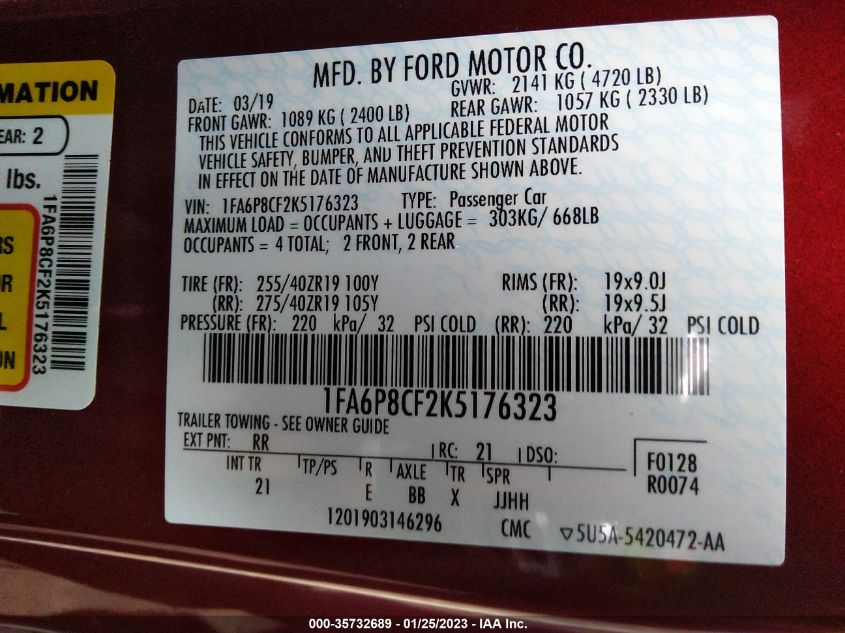 MATION
EAR: 2
lbs.
RS
UR
L
ON
1FA6P8CF2K5176323
MFD. BY FORD MOTOR CO.
DATE: 03/19 GVWR: 2141 KG ( 4720 LB)
FRONT GAWR: 1089 KG ( 2400 LB) REAR GAWR: 1057 KG ( 2330 LB)
THIS VEHICLE CONFORMS TO ALL APPLICABLE FEDERAL MOTOR
VEHICLE SAFETY, BUMPER, AND THEFT PREVENTION STANDARDS
IN EFFECT ON THE DATE OF MANUFACTURE SHOWN ABOVE.
VIN: 1FA6P8CF2K5176323 TYPE: Passenger Car
MAXIMUM LOAD = OCCUPANTS + LUGGAGE = 303KG/ 668LB
OCCUPANTS = 4 TOTAL; 2 FRONT, 2 REAR
TIRE (FR): 255/40ZR19 100Y RIMS (FR): 19x9.0J
(RR): 275/40ZR19 105Y (RR): 19x9.5J
PRESSURE (FR): 220 kPa/ 32 PSI COLD (RR): 220 kPa/ 32 PSI COLD
1FA6P8CF2K5176323
TRAILER TOWING - SEE OWNER GUIDE
EXT PNT: RR RC: 21 DSO:
INT TR TP/PS R AXLE TR SPR F0128
21 E BB X JJHH R0074
1201903146296 CMC 5U5A-5420472-AA
000-35732689 - 01/25/2023 - IAA Inc.